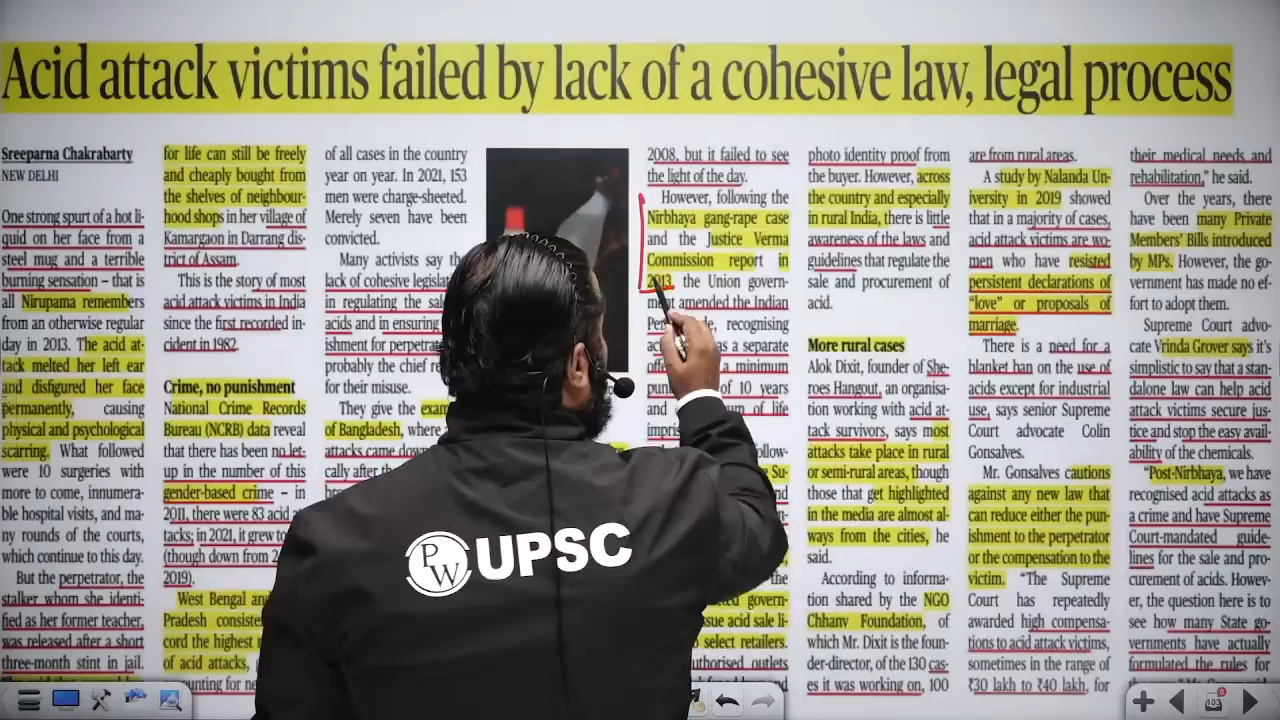 Acid attack victims failed by lack of a cohesive law, legal process
Sreeparna Chakrabarty
NEW DELHI
One strong spurt of a hot li-
quid on her face from a
steel mug and a terrible
burning sensation – that is
all Nirupama remembers
from an otherwise regular
day in 2013. The acid at-
tack melted her left ear
and disfigured her face
permanently, causing
physical and psychological
scarring. What followed
were 10 surgeries with
more to come, innumera-
ble hospital visits, and ma-
ny rounds of the courts,
which continue to this day.
But the perpetrator, the
stalker whom she identi-
fied as her former teacher,
was released after a short
three-month stint in jail.
for life can still be freely
and cheaply bought from
the shelves of neighbour-
hood shops in her village of
Kamargaon in Darrang dis-
trict of Assam.
This is the story of most
acid attack victims in India
since the first recorded in-
cident in 1982.
Crime, no punishment
National Crime Records
Bureau (NCRB) data reveal
that there has been no let-
up in the number of this
gender-based crime – in
2011, there were 83 acid
tacks; in 2021, it grew to
(though down from
2019).
West Bengal
Pradesh
cord the highest
of acid attacks,
of all cases in the country
year on year. In 2021, 153
men were charge-sheeted.
Merely seven have been
convicted.
Many activists say the
lack of cohesive
in regulating the
acids and in ensuring
ishment for
probably the chief
for their misuse.
They give the
of Bangladesh, where
attacks came down
cally after the
2008, but it failed to see
the light of the day.
However, following the
Nirbhaya gang-rape case
and the Justice Verma
Commission report in
2013, the Union govern-
ment amended the Indian
recognising
as a separate
minimum
of 10 years
and of life
select retailers.
outlets
photo identity proof from
the buyer. However, across
the country and especially
in rural India, there is little
awareness of the laws and
guidelines that regulate the
sale and procurement of
acid.
More rural cases
Alok Dixit, founder of She-
roes Hangout, an organisa-
tion working with acid at-
tack survivors, says most
attacks take place in rural
or semi-rural areas, though
those that get highlighted
in the media are almost al-
ways from the cities, he
said.
According to informa-
tion shared by the NGO
Chhanv Foundation, of
which Mr. Dixit is the foun-
der-director, of the 130 cas-
es it was working on, 100
are from rural areas.
A study by Nalanda Un-
iversity in 2019 showed
that in a majority of cases,
acid attack victims are wo-
men who have resisted
persistent declarations of
“love” or proposals of
marriage.
There is a need for a
blanket ban on the use of
acids except for industrial
use, says senior Supreme
Court advocate Colin
Gonsalves.
Mr. Gonsalves cautions
against any new law that
can reduce either the pun-
ishment to the perpetrator
or the compensation to the
victim. “The Supreme
Court has repeatedly
awarded high compensa-
tions to acid attack victims,
sometimes in the range of
₹30 lakh to ₹40 lakh, for
their medical needs and
rehabilitation,” he said.
Over the years, there
have been many Private
Members' Bills introduced
by MPs. However, the go-
vernment has made no ef-
fort to adopt them.
Supreme Court advo-
cate Vrinda Grover says it's
simplistic to say that a stan-
dalone law can help acid
attack victims secure jus-
tice and stop the easy avail-
ability of the chemicals.
“Post-Nirbhaya, we have
recognised acid attacks as
a crime and have Supreme
Court-mandated guide-
lines for the sale and pro-
curement of acids. Howev-
er, the question here is to
see how many State go-
vernments have actually
formulated the rules for
PW UPSC
103